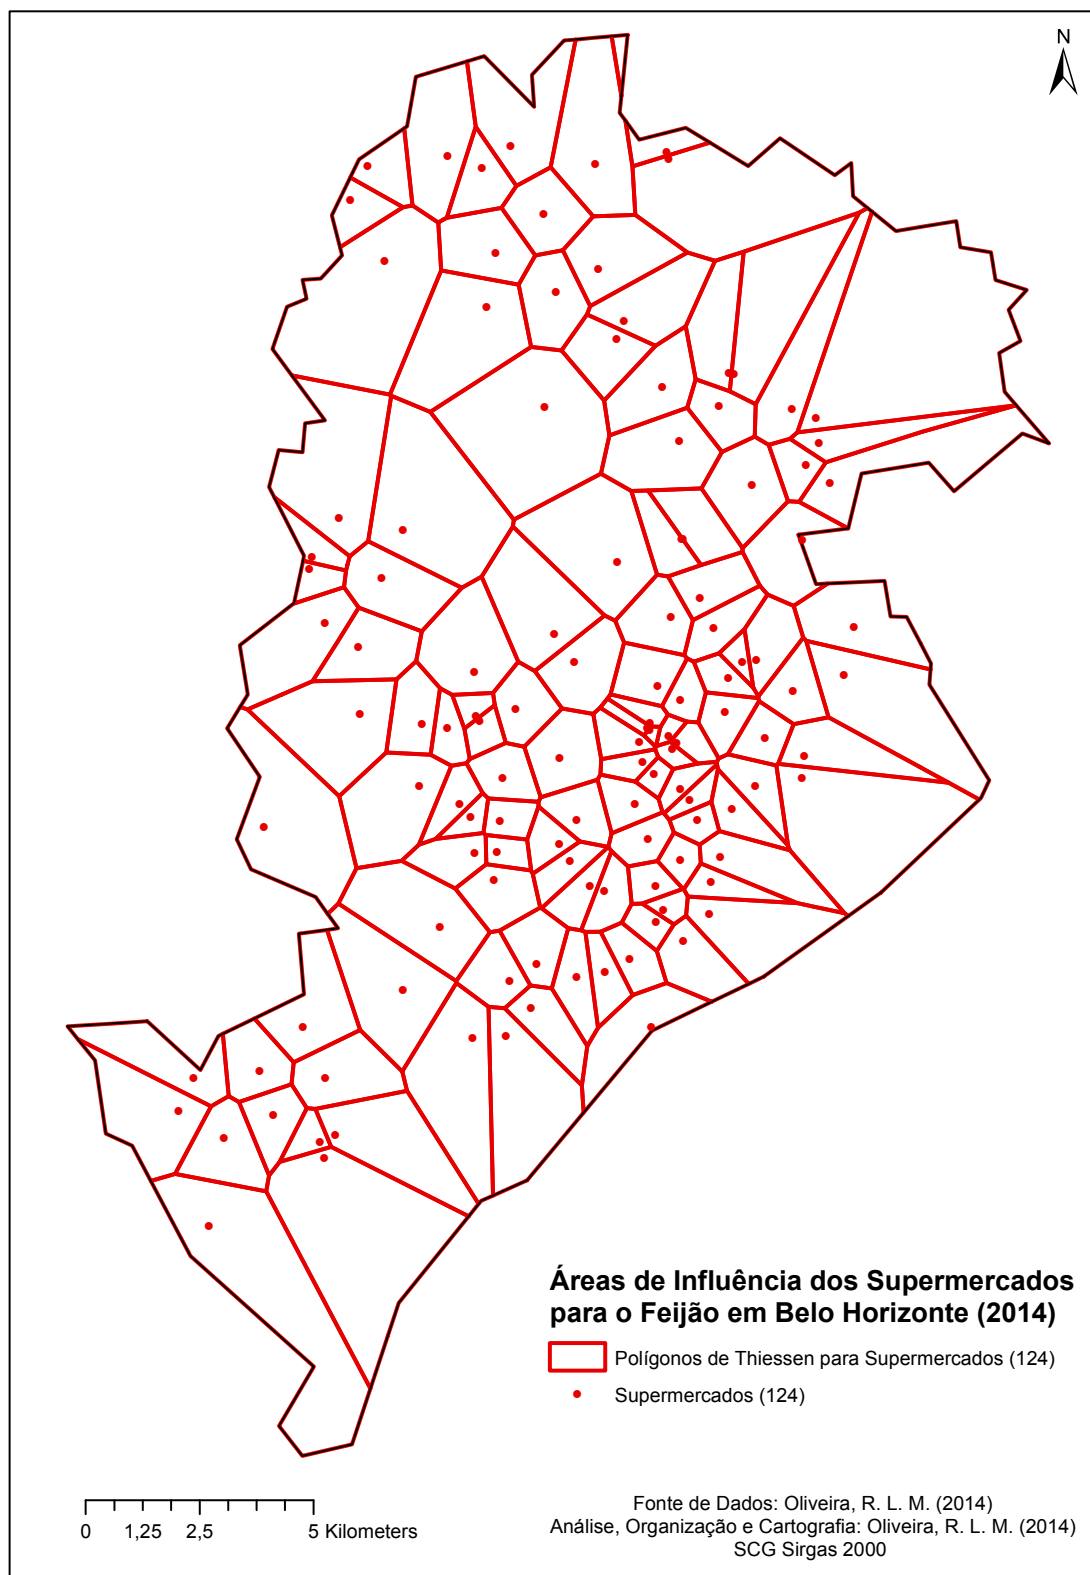 N
Áreas de Influência dos Supermercados
para o Feijão em Belo Horizonte (2014)
Polígonos de Thiessen para Supermercados (124)
Supermercados (124)
0 1,25 2,5 5 Kilometers
Fonte de Dados: Oliveira, R. L. M. (2014)
Análise, Organização e Cartografia: Oliveira, R. L. M. (2014)
SCG Sirgas 2000